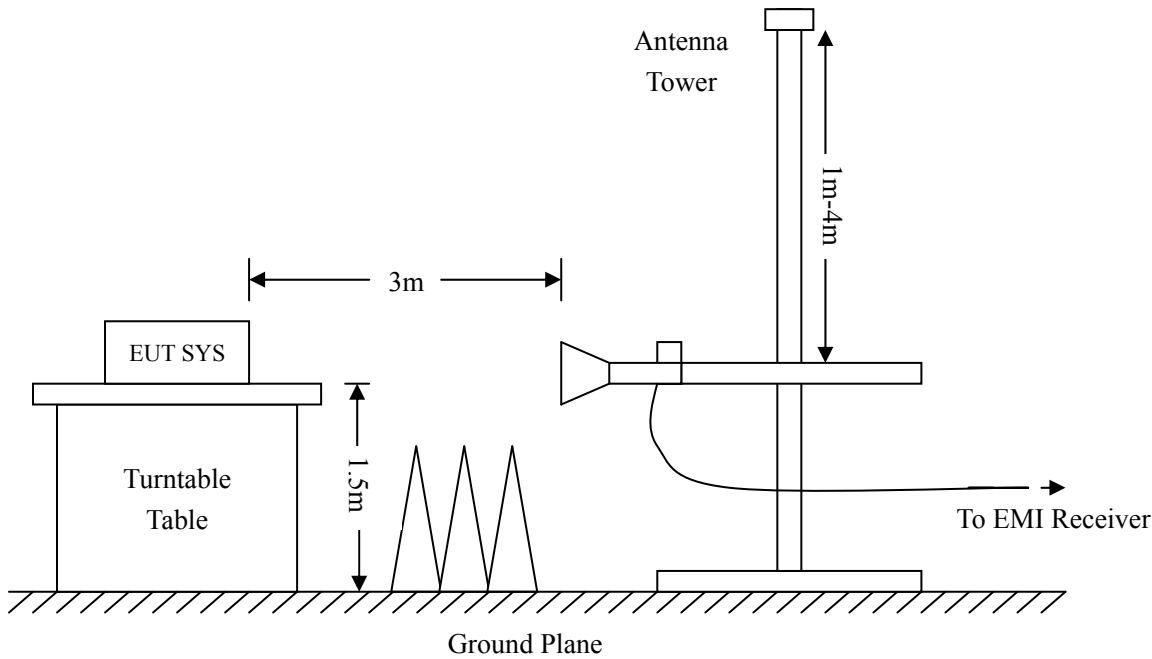 Antenna
Tower
1m-4m
3m
EUT SYS
1.5m
Turntable
Table
To EMI Receiver
Ground Plane